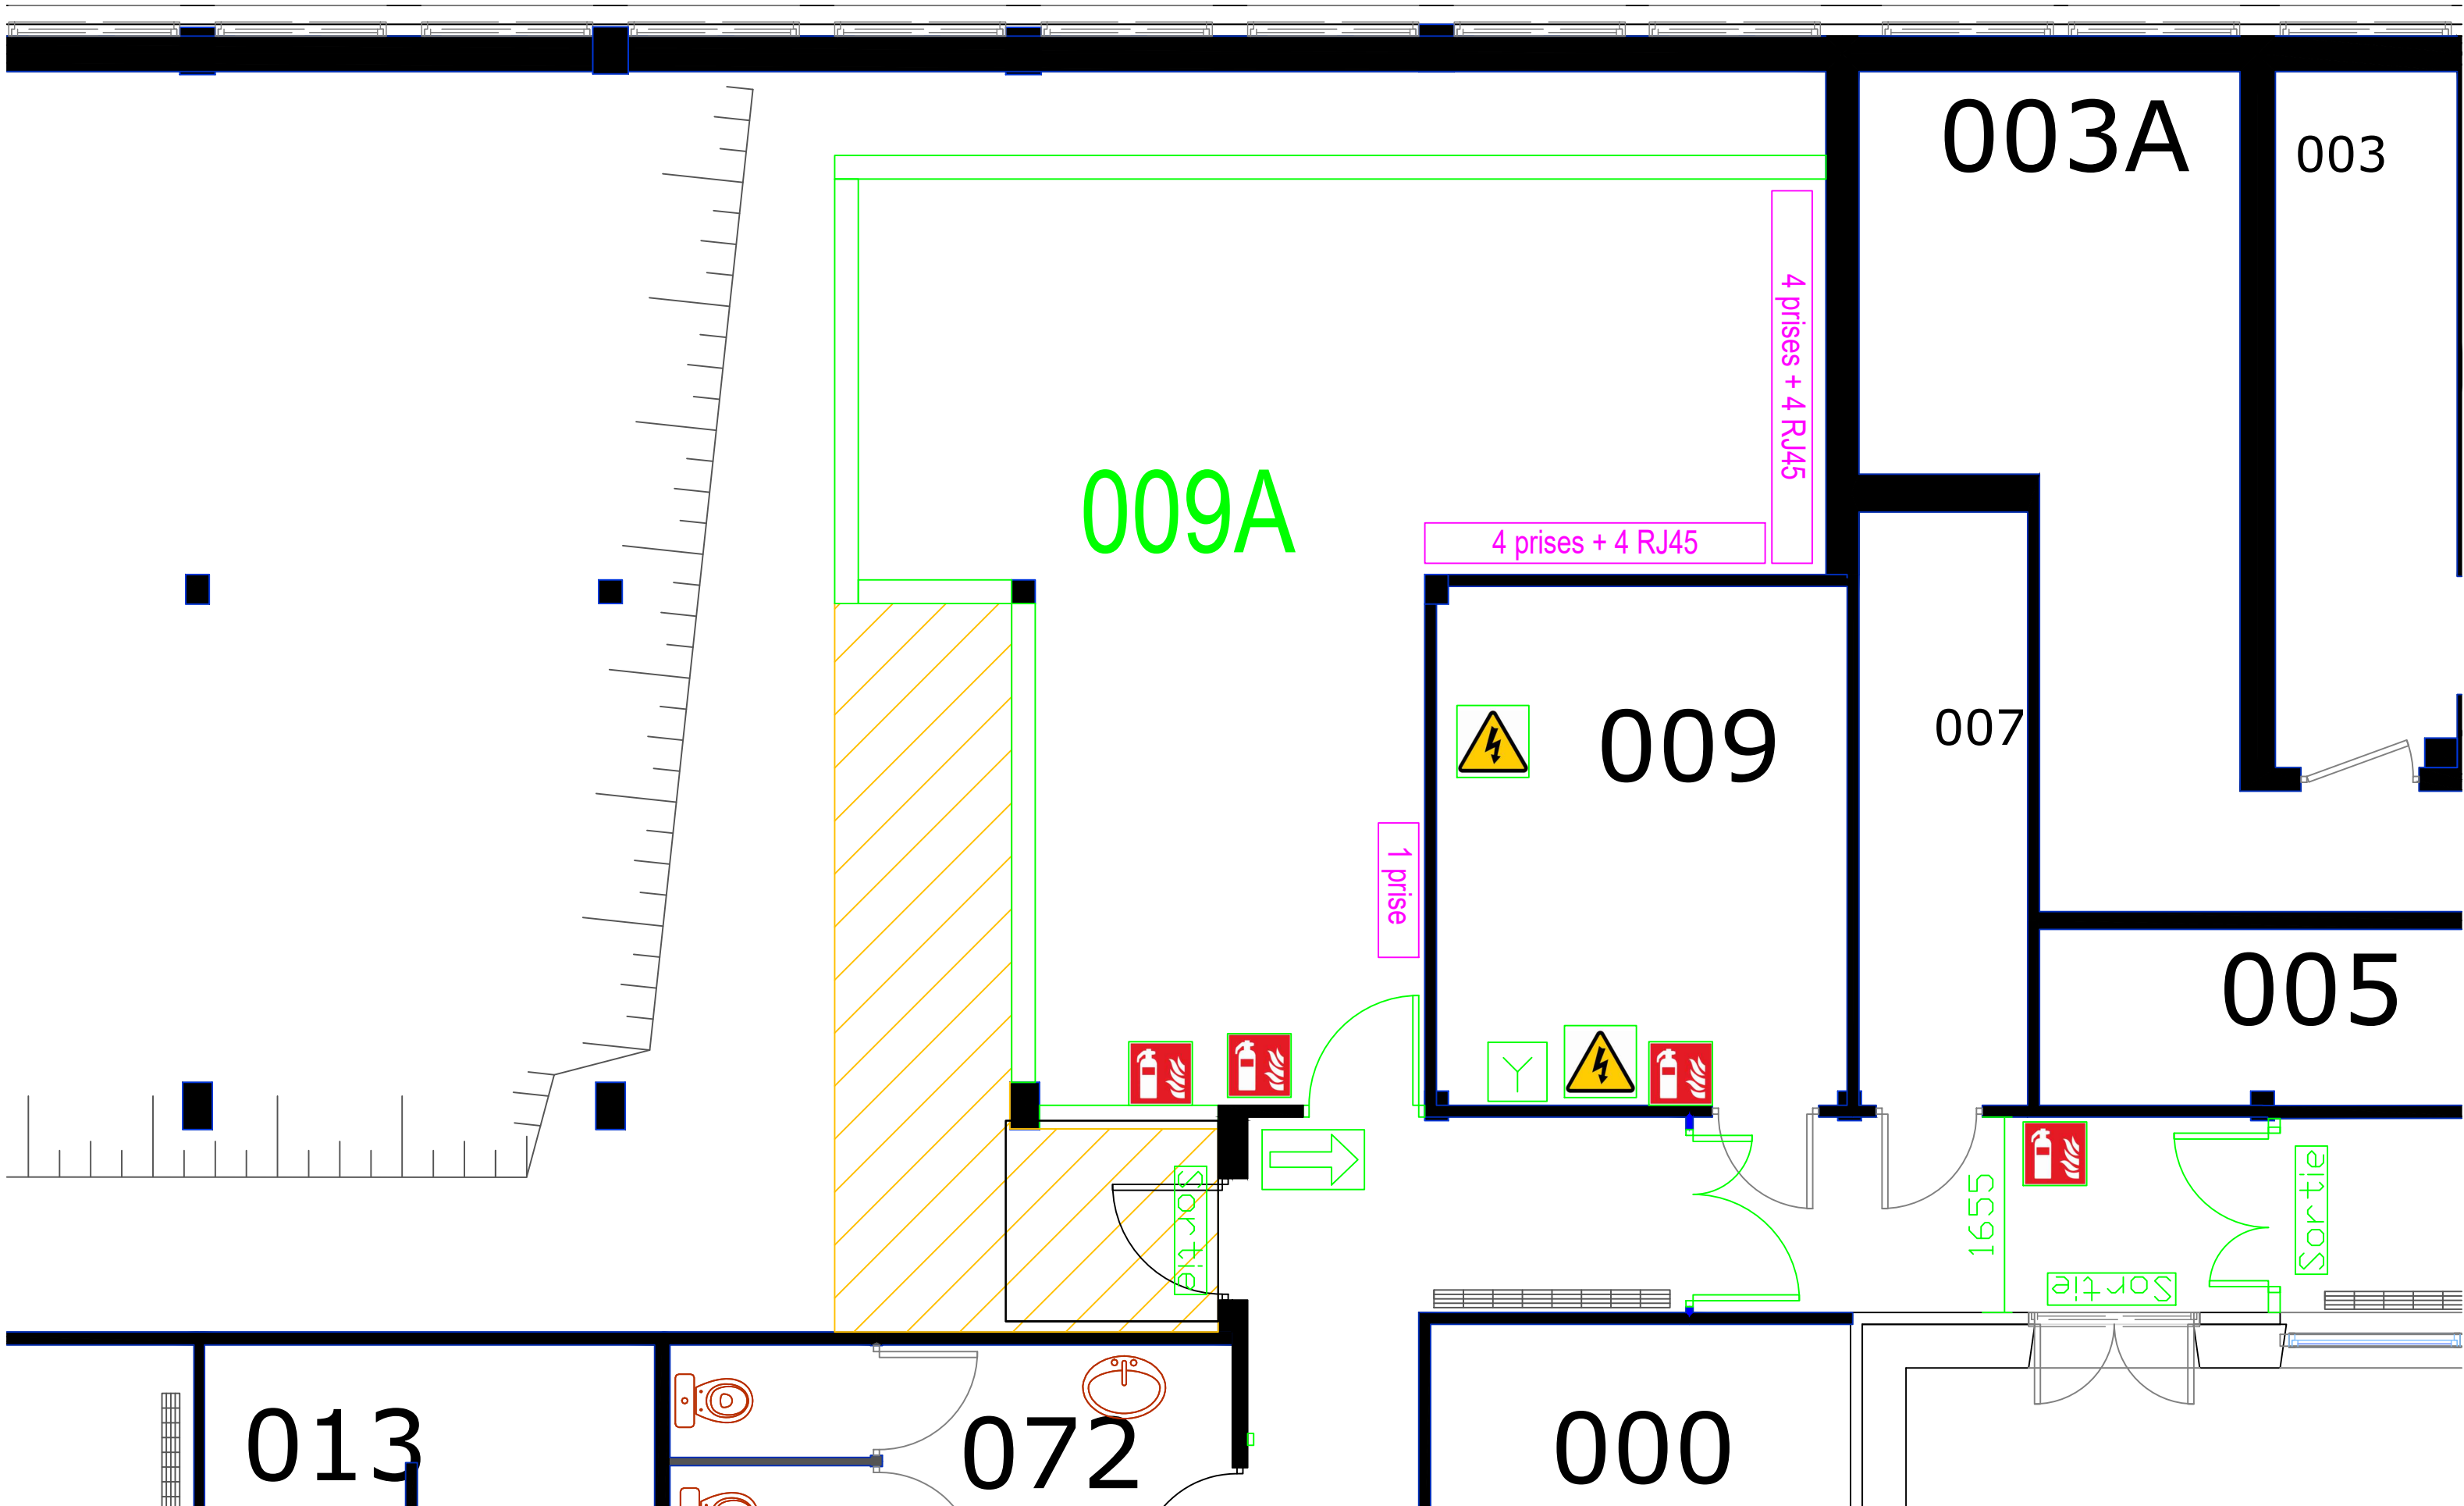 003A
003
4 prises + 4 RJ45
009A
4 prises + 4 RJ45
009
007
1 prise
005
Sortie
1655
Sortie
Sortie
013
072
000